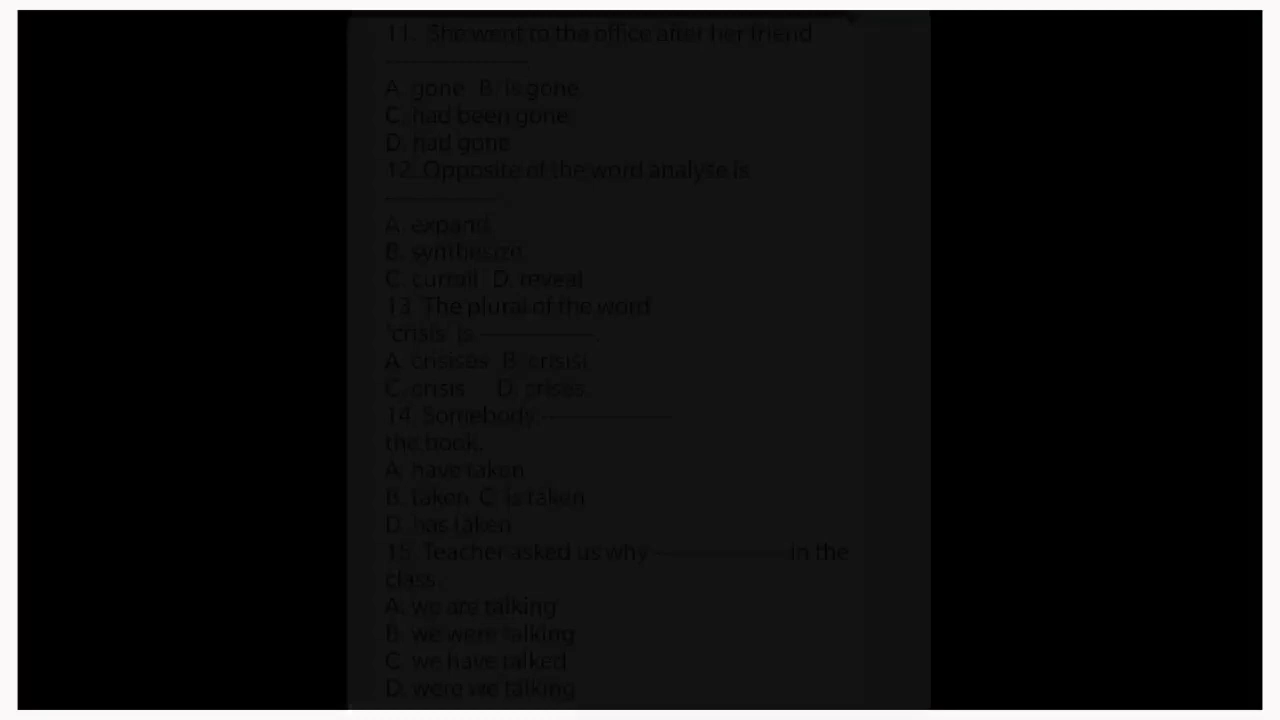 11. She went to the office after her friend
-----------------.
A. gone B. is gone
C. had been gone
D. had gone
12. Opposite of the word analyse is
--------------.
A. expand
B. synthesize
C. curtail D. reveal
13. The plural of the word
'crisis' is --------------.
A. crisises B. crisisi
C. crisis D. crises
14. Somebody ----------------
the book.
A. have taken
B. taken C. is taken
D. has taken
15. Teacher asked us why ---------------- in the
class.
A. we are talking
B. we were talking
C. we have talked
D. were we talking